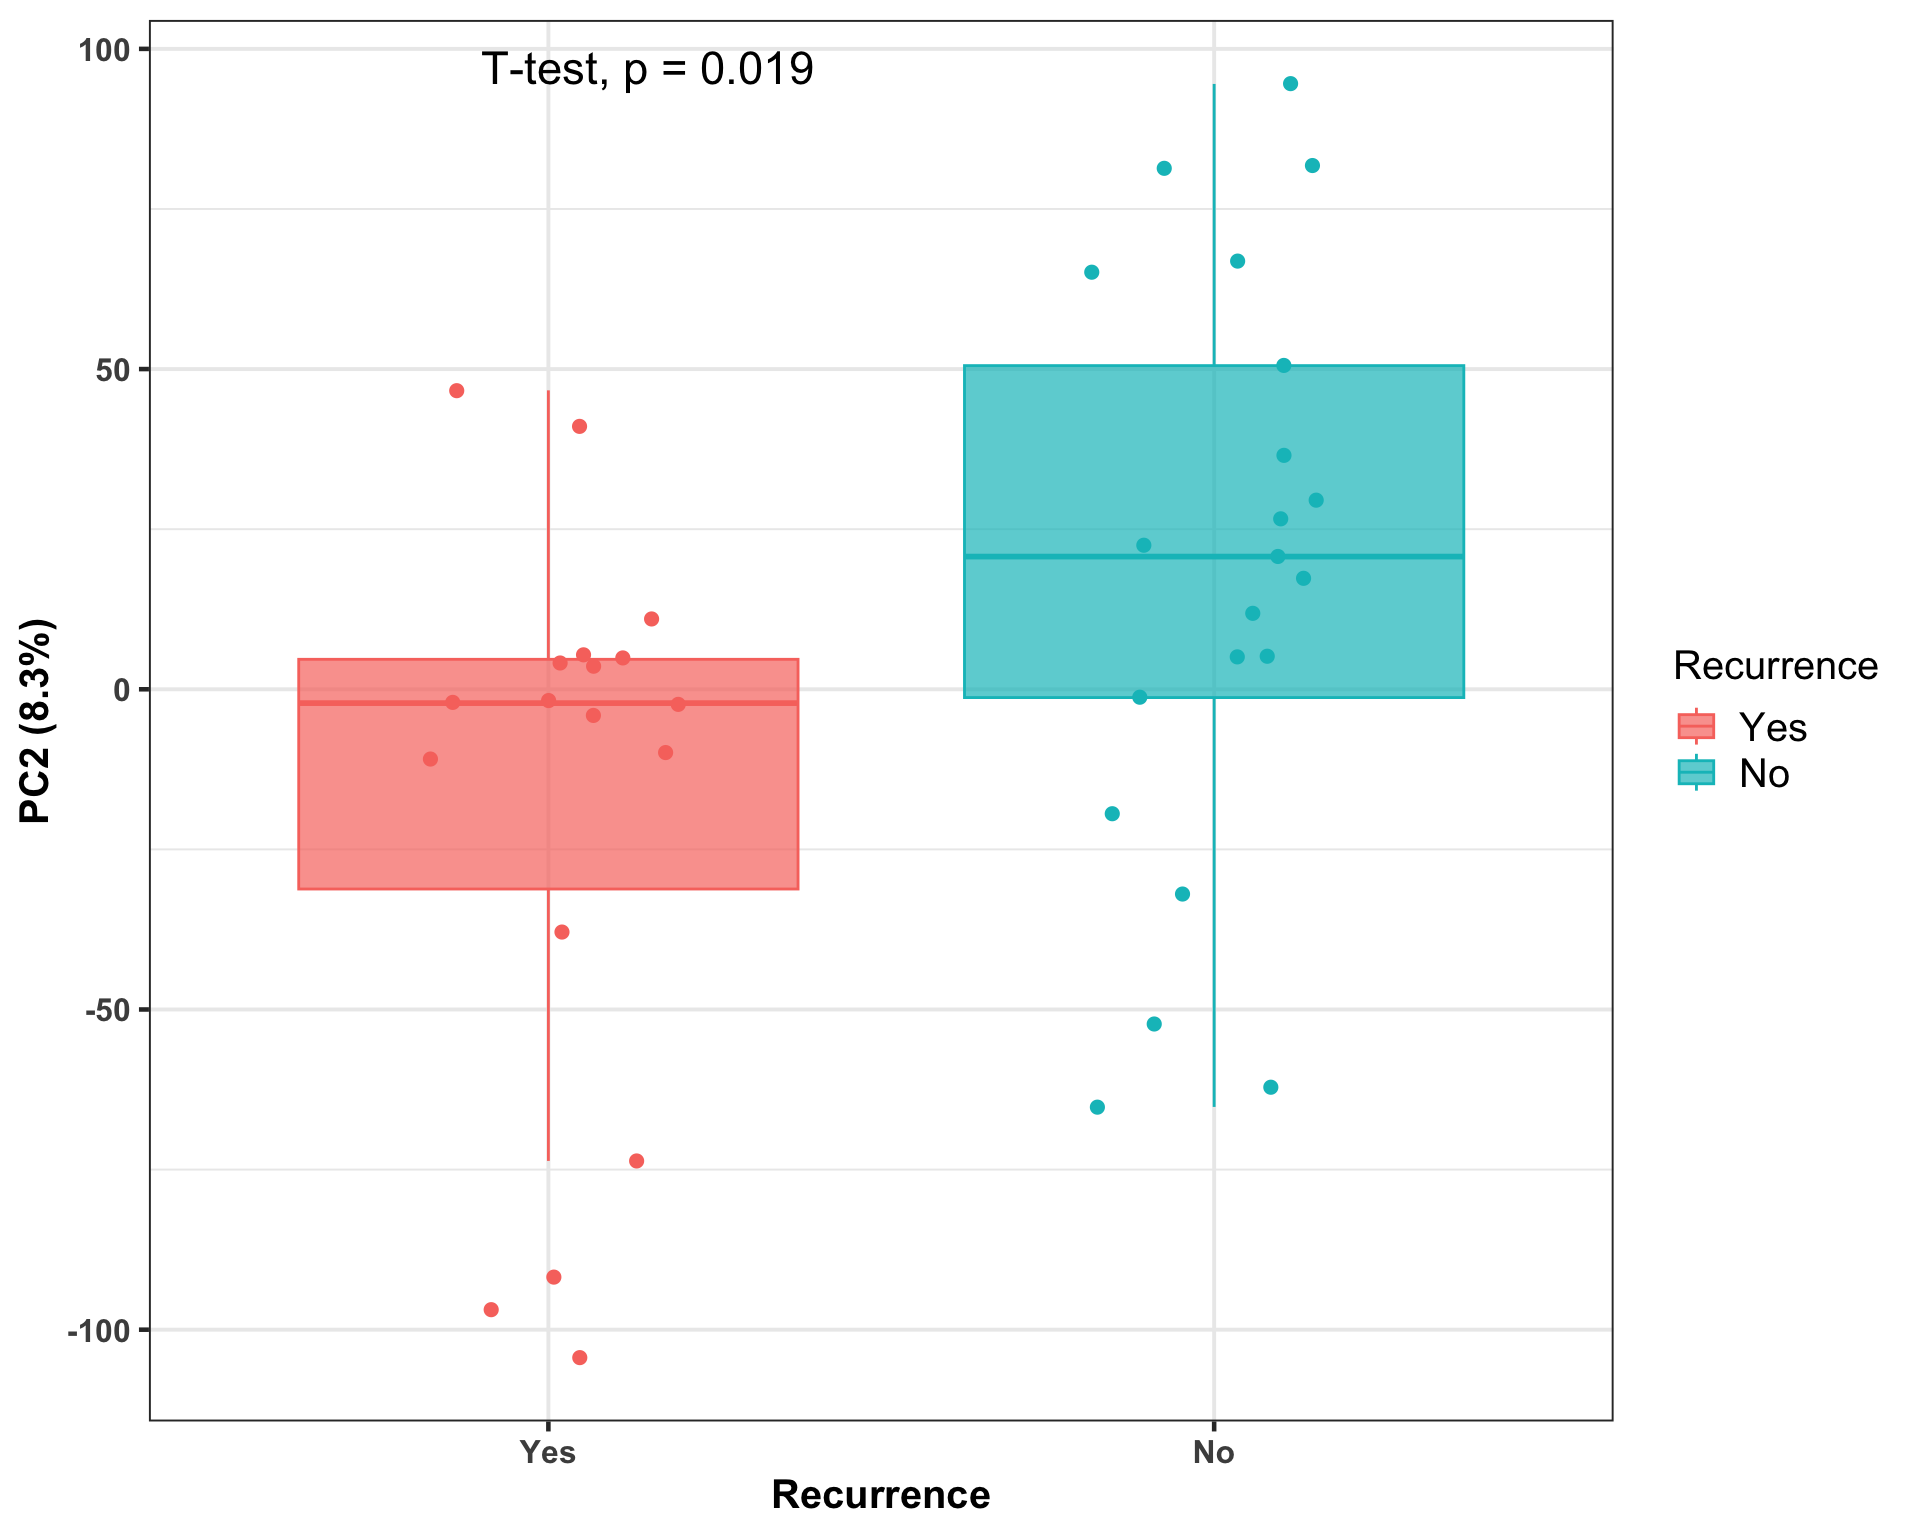 T-test, p = 0.019
100
50
0
-50
-100
PC2 (8.3%)
Yes
No
Recurrence
Recurrence
Yes
No